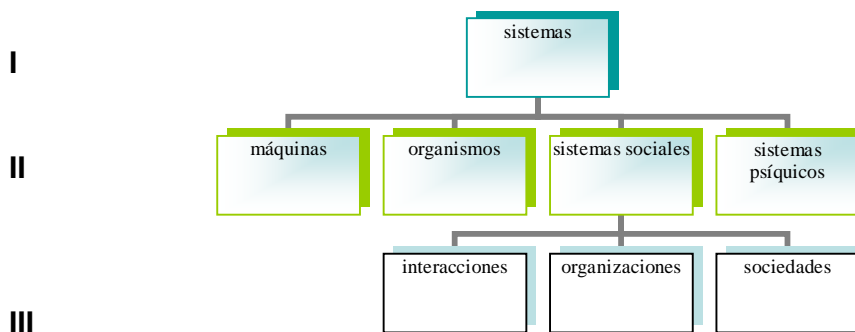 I
sistemas
II
máquinas
organismos
sistemas sociales
sistemas
psíquicos
interacciones
organizaciones
sociedades
III